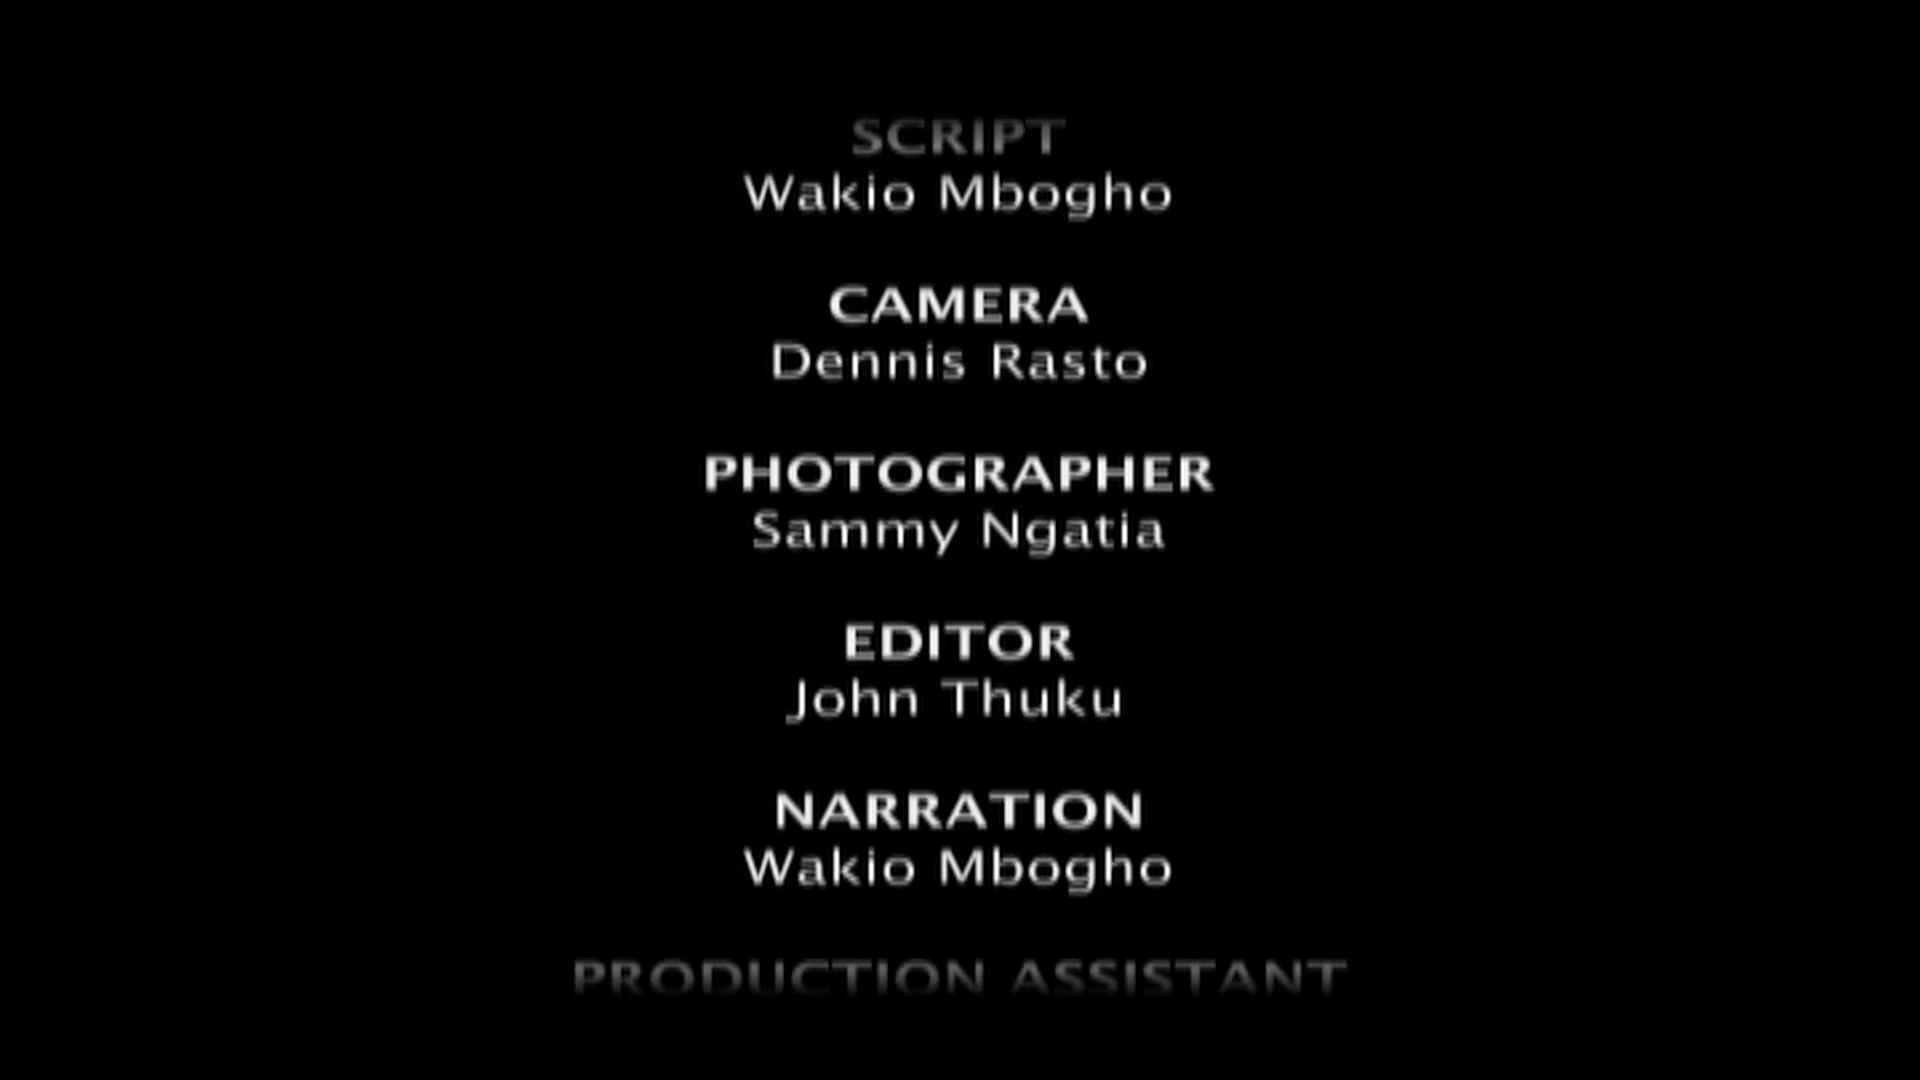 SCRIPT
Wakio Mbogho
CAMERA
Dennis Rasto
PHOTOGRAPHER
Sammy Ngatia
EDITOR
John Thuku
NARRATION
Wakio Mbogho
PRODUCTION ASSISTANT